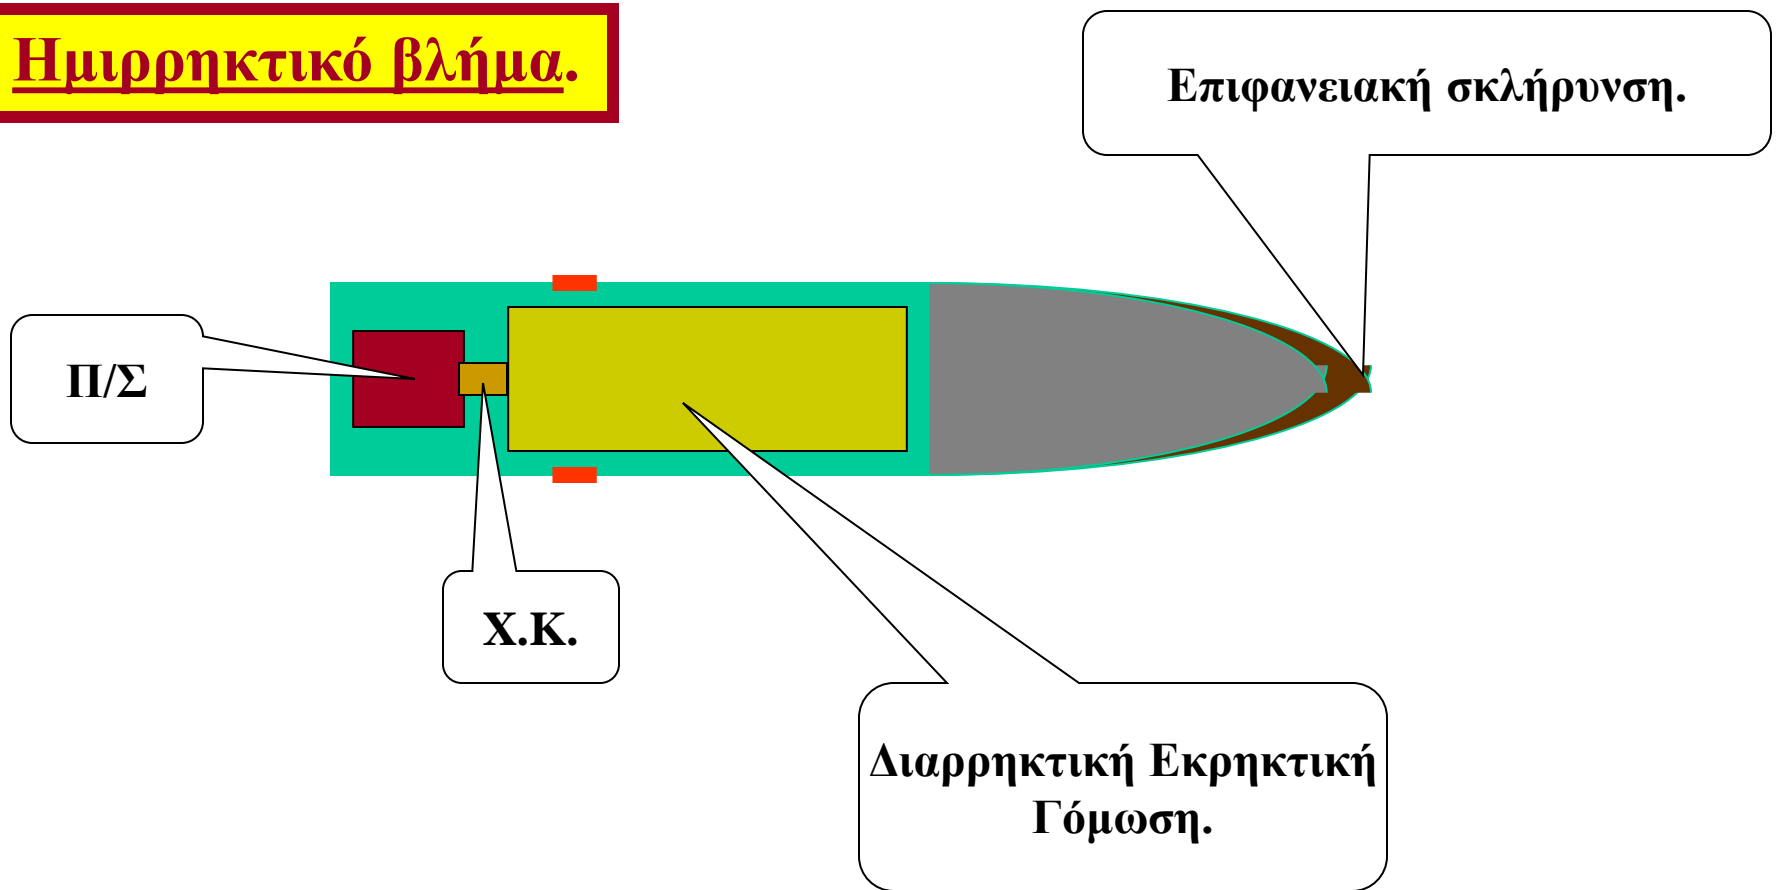 Ημιρρηκτικό βλήμα.
Επιφανειακή σκλήρυνση.
Π/Σ
Χ.Κ.
Διαρρηκτική Εκρηκτική
Γόμωση.